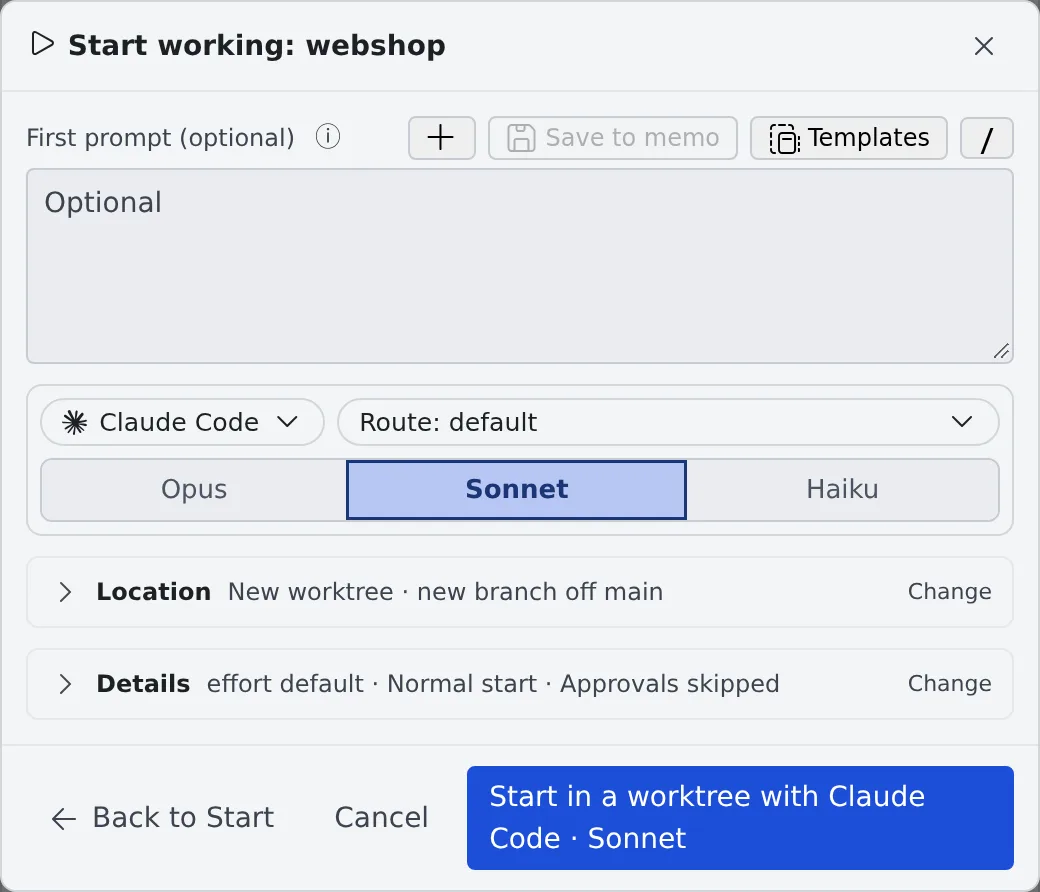 Start working: webshop
First prompt (optional)
Save to memo
Templates
/
Optional
Claude Code
Route: default
Opus
Sonnet
Haiku
Location New worktree · new branch off main
Change
Details effort default · Normal start · Approvals skipped
Change
Back to Start
Cancel
Start in a worktree with Claude
Code · Sonnet